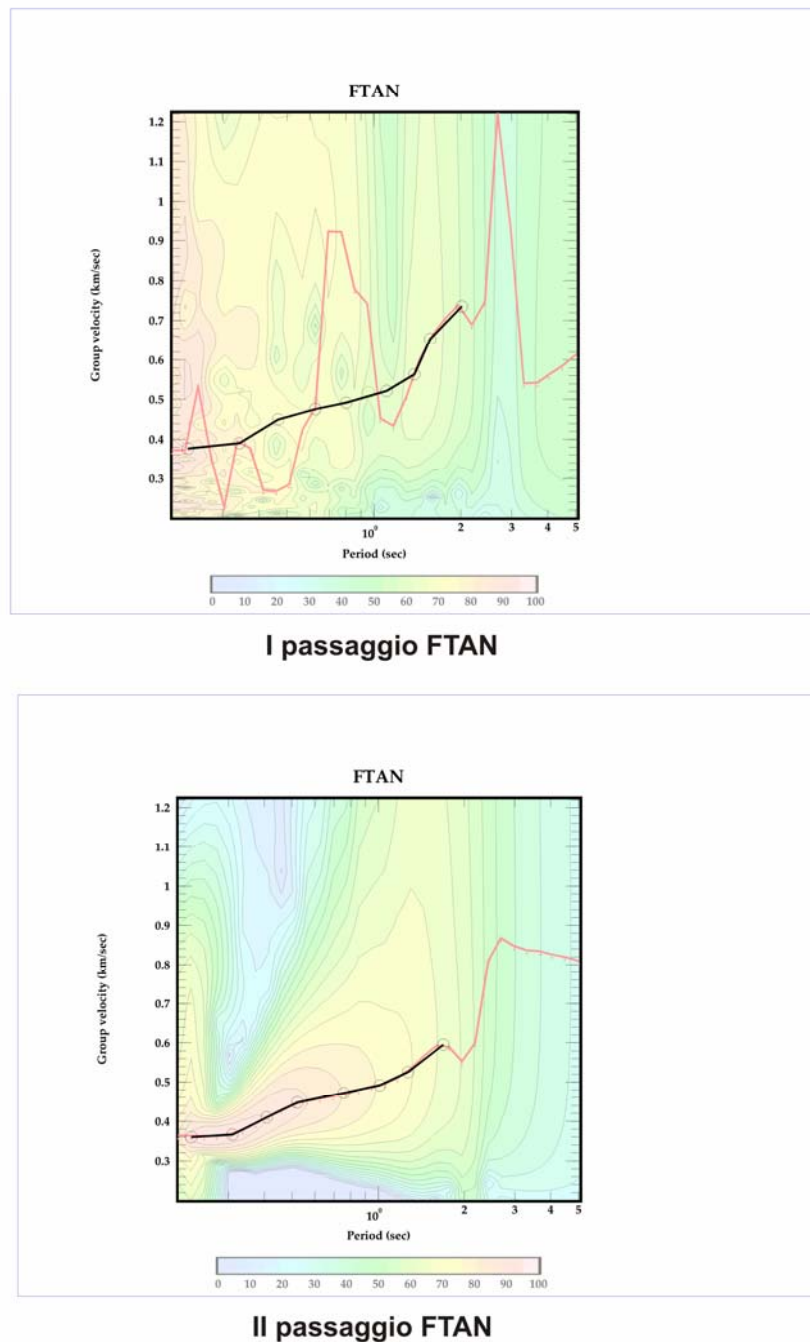 FTAN
1.2
1.1
1
0.9
0.8
0.7
0.6
0.5
0.4
0.3
Group velocity (km/sec)
10⁰ 2 3 4 5
Period (sec)
0 10 20 30 40 50 60 70 80 90 100
I passaggio FTAN
FTAN
1.2
1.1
1
0.9
0.8
0.7
0.6
0.5
0.4
0.3
Group velocity (km/sec)
10⁰ 2 3 4 5
Period (sec)
0 10 20 30 40 50 60 70 80 90 100
II passaggio FTAN